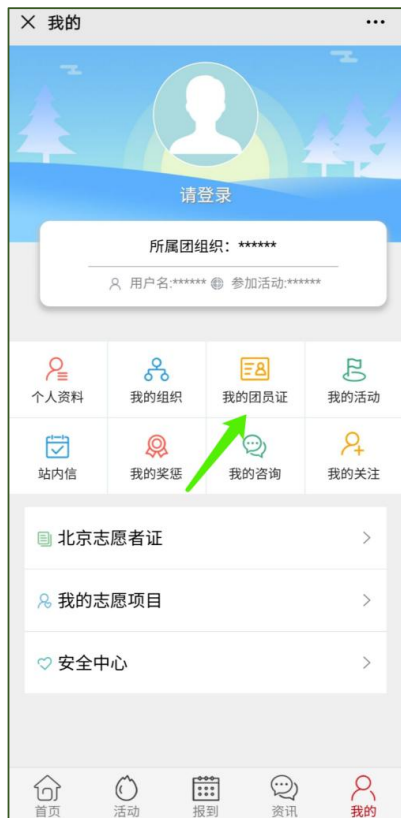 我的
请登录
所属团组织：******
用户名:****** 参加活动:******
个人资料 我的组织 我的团员证 我的活动
站内信 我的奖惩 我的咨询 我的关注
北京志愿者证
我的志愿项目
安全中心
首页 活动 报到 资讯 我的